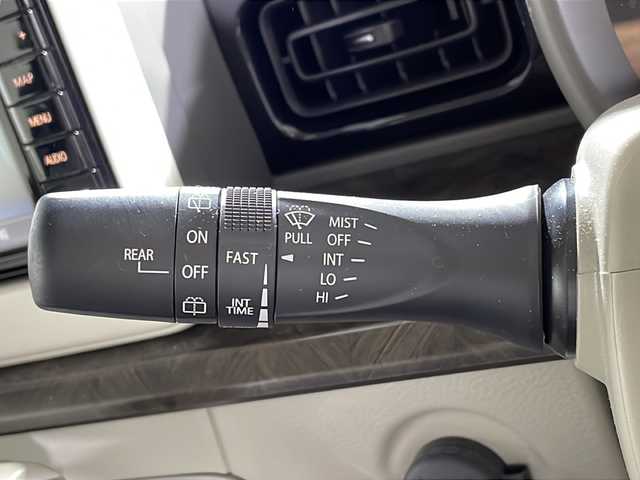 +
MAP
MENU
AUDIO
REAR
ON
OFF
FAST
INT
TIME
PULL
MIST
OFF
INT
LO
HI